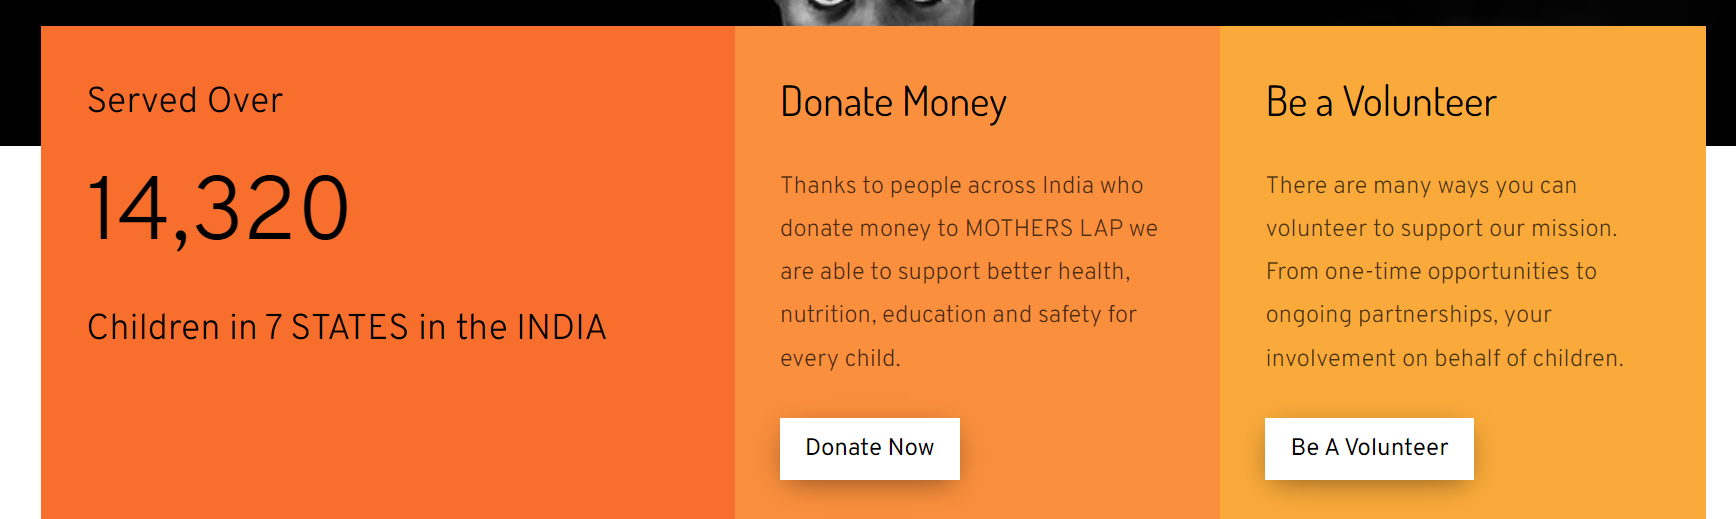 Served Over
14,320
Children in 7 STATES in the INDIA
Donate Money
Thanks to people across India who
donate money to MOTHERS LAP we
are able to support better health,
nutrition, education and safety for
every child.
Donate Now
Be a Volunteer
There are many ways you can
volunteer to support our mission.
From one-time opportunities to
ongoing partnerships, your
involvement on behalf of children.
Be A Volunteer